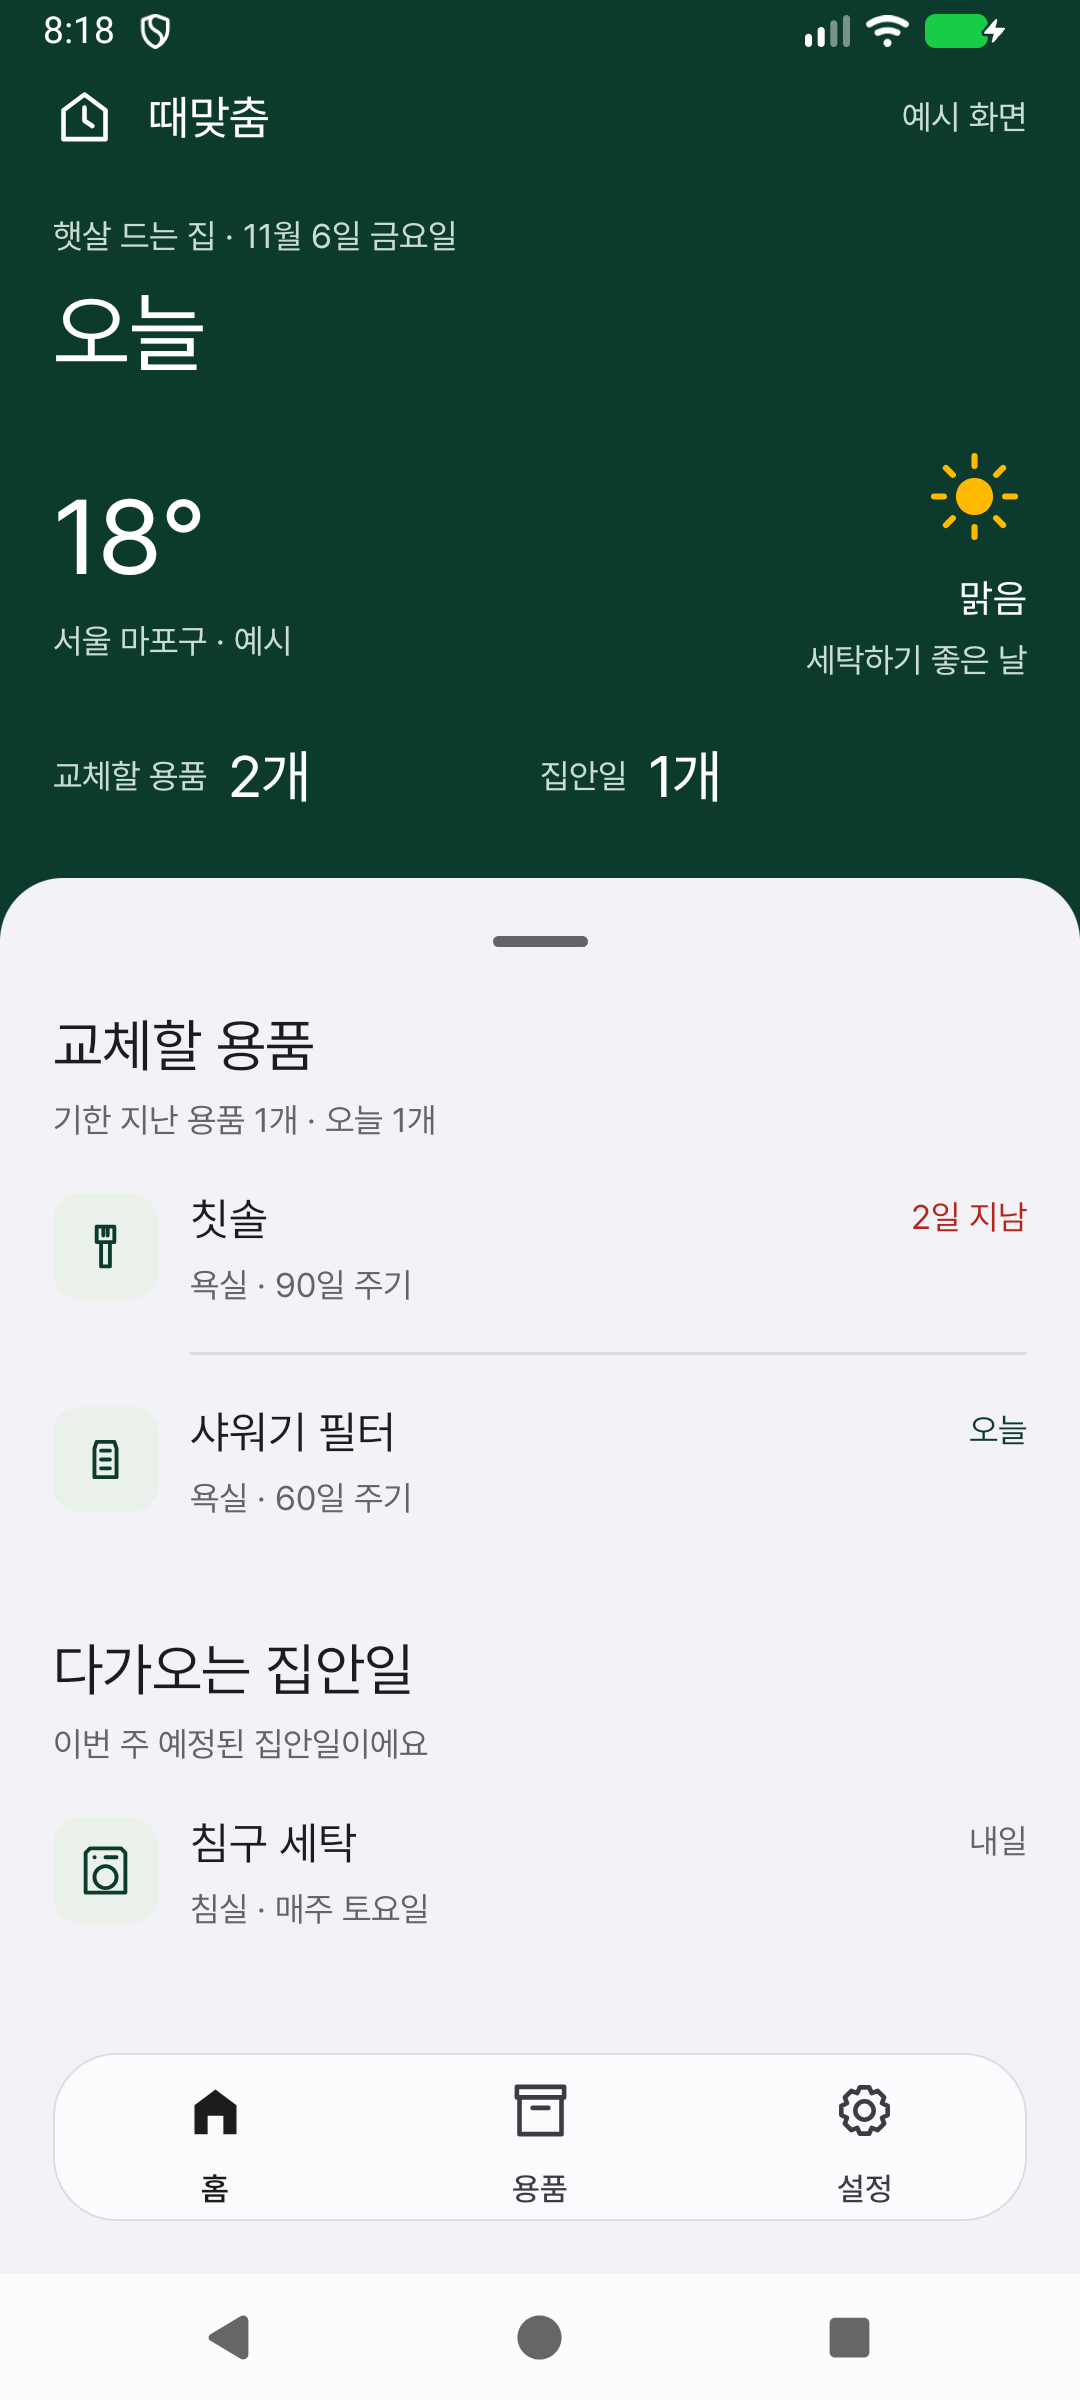 8:18
때맞춤
예시 화면
햇살 드는 집 · 11월 6일 금요일
오늘
18°
맑음
서울 마포구 · 예시
세탁하기 좋은 날
교체할 용품 2개
집안일 1개
교체할 용품
기한 지난 용품 1개 · 오늘 1개
칫솔
2일 지남
욕실 · 90일 주기
샤워기 필터
오늘
욕실 · 60일 주기
다가오는 집안일
이번 주 예정된 집안일이에요
침구 세탁
내일
침실 · 매주 토요일
홈
용품
설정